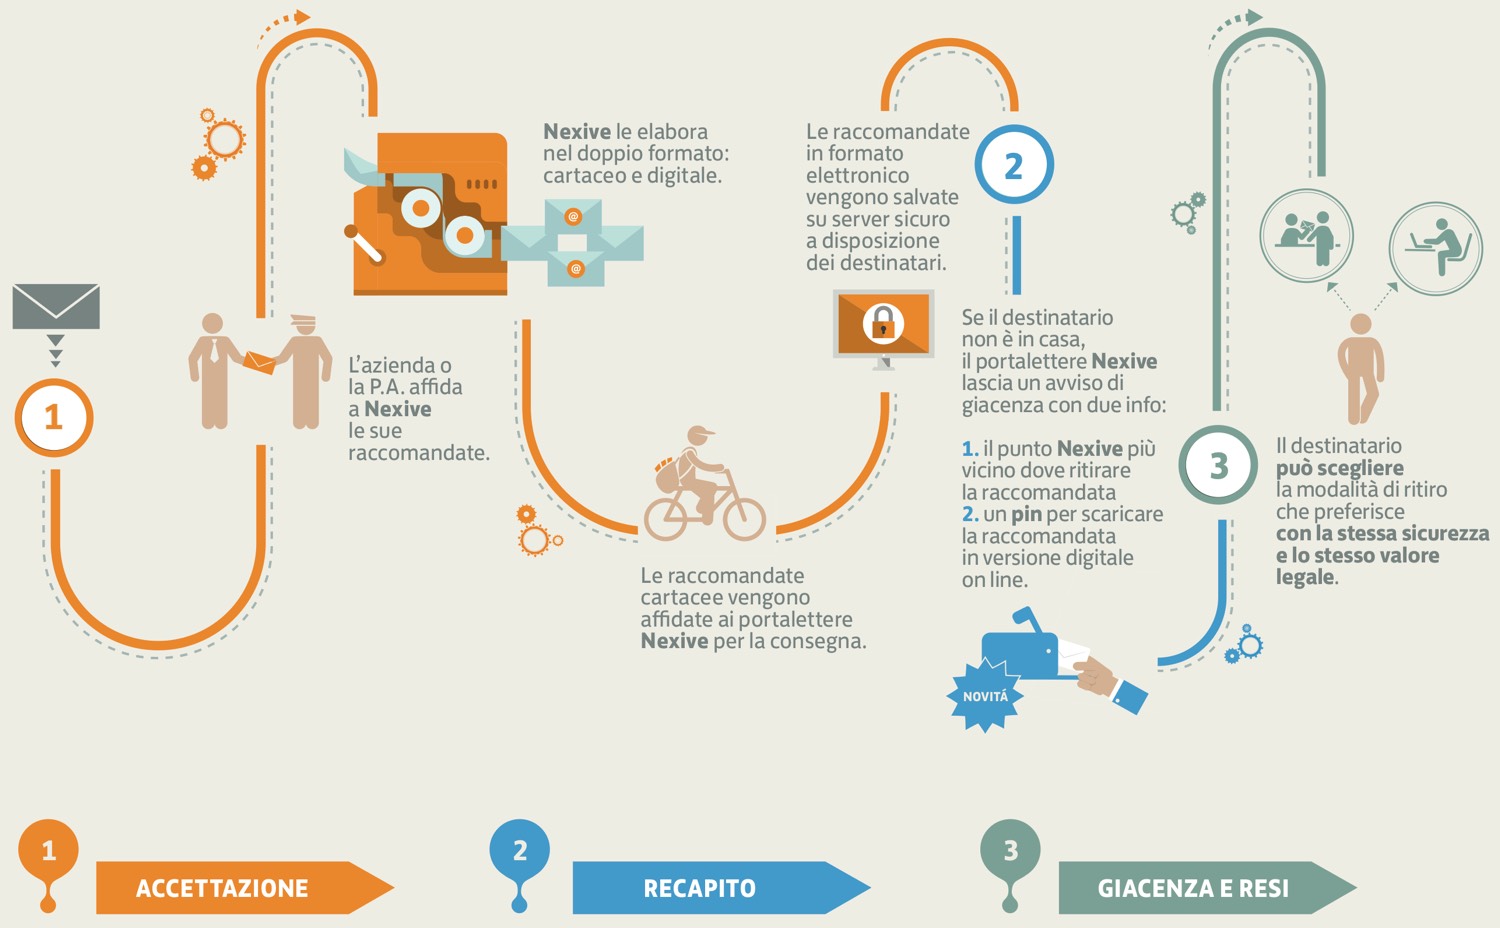 1
L'azienda o
la P.A. affida
a Nexive
le sue
raccomandate.
Nexive le elabora
nel doppio formato:
cartaceo e digitale.
@
@
Le raccomandate
cartacee vengono
affidate ai portalettere
Nexive per la consegna.
Le raccomandate
in formato
elettronico
vengono salvate
su server sicuro
a disposizione
dei destinatari.
2
Se il destinatario
non è in casa,
il portalettere Nexive
lascia un avviso di
giacenza con due info:
1. il punto Nexive più
vicino dove ritirare
la raccomandata
2. un pin per scaricare
la raccomandata
in versione digitale
on line.
NOVITÁ
3
Il destinatario
può scegliere
la modalità di ritiro
che preferisce
con la stessa sicurezza
e lo stesso valore
legale.
1
ACCETTAZIONE
2
RECAPITO
3
GIACENZA E RESI